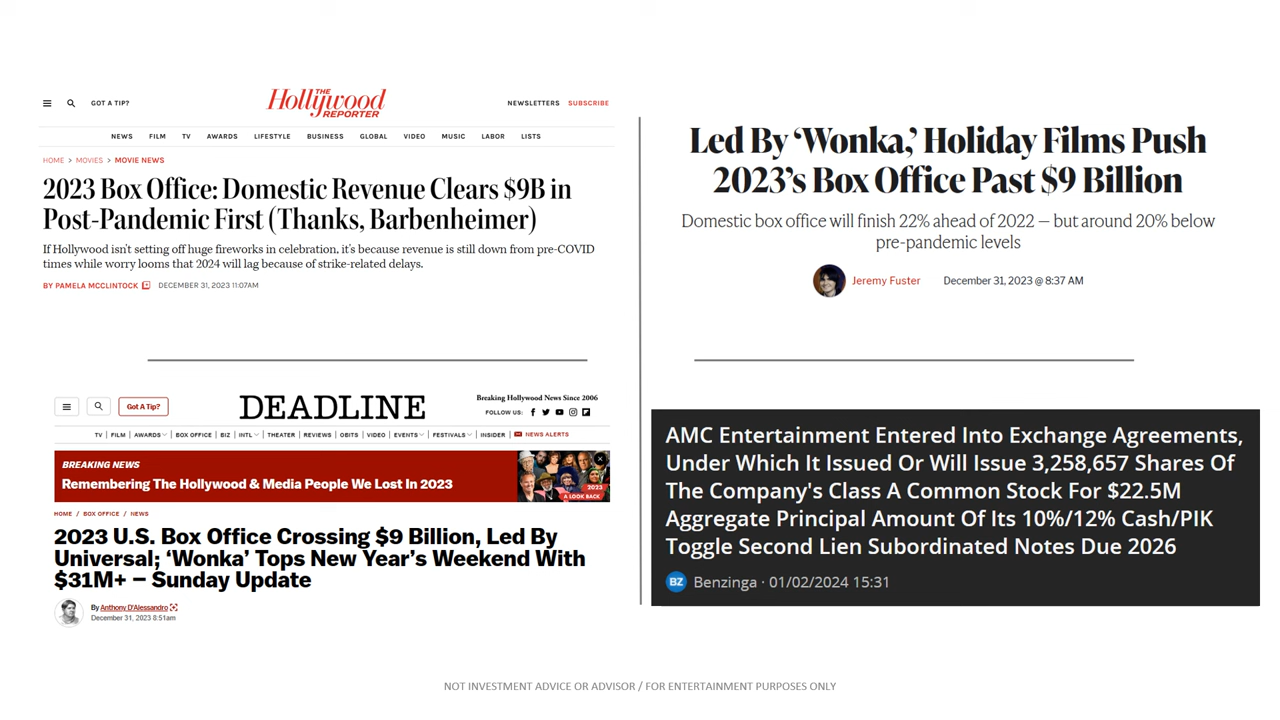 THE
Hollywood
REPORTER
GOT A TIP?
NEWSLETTERS SUBSCRIBE
NEWS FILM TV AWARDS LIFESTYLE BUSINESS GLOBAL VIDEO MUSIC LABOR LISTS
HOME > MOVIES > MOVIE NEWS
2023 Box Office: Domestic Revenue Clears $9B in
Post-Pandemic First (Thanks, Barbenheimer)
If Hollywood isn't setting off huge fireworks in celebration, it's because revenue is still down from pre-COVID
times while worry looms that 2024 will lag because of strike-related delays.
BY PAMELA MCCLINTOCK DECEMBER 31, 2023 11:07AM
Led By ‘Wonka,’ Holiday Films Push
2023’s Box Office Past $9 Billion
Domestic box office will finish 22% ahead of 2022 — but around 20% below
pre-pandemic levels
Jeremy Fuster December 31, 2023 @ 8:37 AM
Got A Tip?
DEADLINE
Breaking Hollywood News Since 2006
FOLLOW US:
TV | FILM | AWARDS | BOX OFFICE | BIZ | INTL | THEATER | REVIEWS | OBITS | VIDEO | EVENTS | FESTIVALS | INSIDER | NEWS ALERTS
BREAKING NEWS
Remembering The Hollywood & Media People We Lost In 2023
2023
A LOOK BACK
HOME / BOX OFFICE / NEWS
2023 U.S. Box Office Crossing $9 Billion, Led By
Universal; ‘Wonka’ Tops New Year’s Weekend With
$31M+ – Sunday Update
By Anthony D'Alessandro
December 31, 2023 8:51am
AMC Entertainment Entered Into Exchange Agreements,
Under Which It Issued Or Will Issue 3,258,657 Shares Of
The Company's Class A Common Stock For $22.5M
Aggregate Principal Amount Of Its 10%/12% Cash/PIK
Toggle Second Lien Subordinated Notes Due 2026
BZ Benzinga · 01/02/2024 15:31
NOT INVESTMENT ADVICE OR ADVISOR / FOR ENTERTAINMENT PURPOSES ONLY